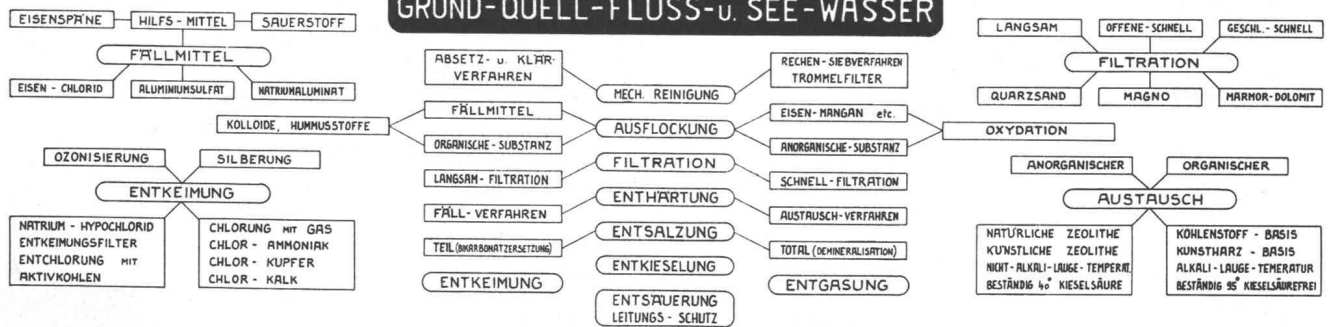 GRUND-QUELL-FLUSS-u. SEE-WASSER
EISENSPÄNE
HILFS-MITTEL
SAUERSTOFF
FÄLLMITTEL
EISEN-CHLORID
ALUMINIUMSULFAT
NATRIUMALUMINAT
KOLLOIDE, HUMMUSSTOFFE
OZONISIERUNG
SILBERUNG
ENTKEIMUNG
NATRIUM-HYPOCHLORID
ENTKEIMUNGSFILTER
ENTCHLORUNG MIT
AKTIVKOHLEN
CHLORUNG MIT GAS
CHLOR-AMMONIAK
CHLOR-KUPFER
CHLOR-KALK
ABSETZ- u. KLÄR-
VERFAHREN
FÄLLMITTEL
ORGANISCHE-SUBSTANZ
LANGSAM-FILTRATION
FÄLL-VERFAHREN
TEIL (BIKARBONATZERSETZUNG)
ENTKEIMUNG
MECH. REINIGUNG
AUSFLOCKUNG
FILTRATION
ENTHÄRTUNG
ENTSALZUNG
ENTKIESELUNG
ENTSÄUERUNG
LEITUNGS-SCHUTZ
RECHEN-SIEBVERFAHREN
TROMMELFILTER
EISEN-MANGAN etc.
ANORGANISCHE-SUBSTANZ
SCHNELL-FILTRATION
AUSTAUSCH-VERFAHREN
TOTAL (DEMINERALISATION)
ENTGASUNG
LANGSAM
OFFENE-SCHNELL
GESCHL.-SCHNELL
FILTRATION
QUARZSAND
MAGNO
MARMOR-DOLOMIT
OXYDATION
ANORGANISCHER
ORGANISCHER
AUSTAUSCH
NATÜRLICHE ZEOLITHE
KÜNSTLICHE ZEOLITHE
NICHT-ALKALI-LAUGE-TEMPERAT.
BESTÄNDIG 40° KIESELSÄURE
KOHLENSTOFF-BASIS
KUNSTHARZ-BASIS
ALKALI-LAUGE-TEMERATUR
BESTÄNDIG 95° KIESELSÄUREFREI